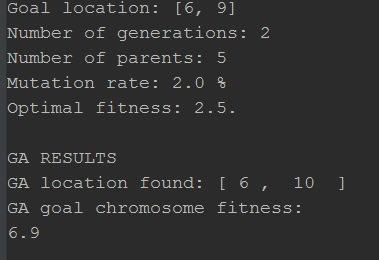 Goal location: [6, 9]
Number of generations: 2
Number of parents: 5
Mutation rate: 2.0 %
Optimal fitness: 2.5.
GA RESULTS
GA location found: [ 6 ,  10  ]
GA goal chromosome fitness:
6.9